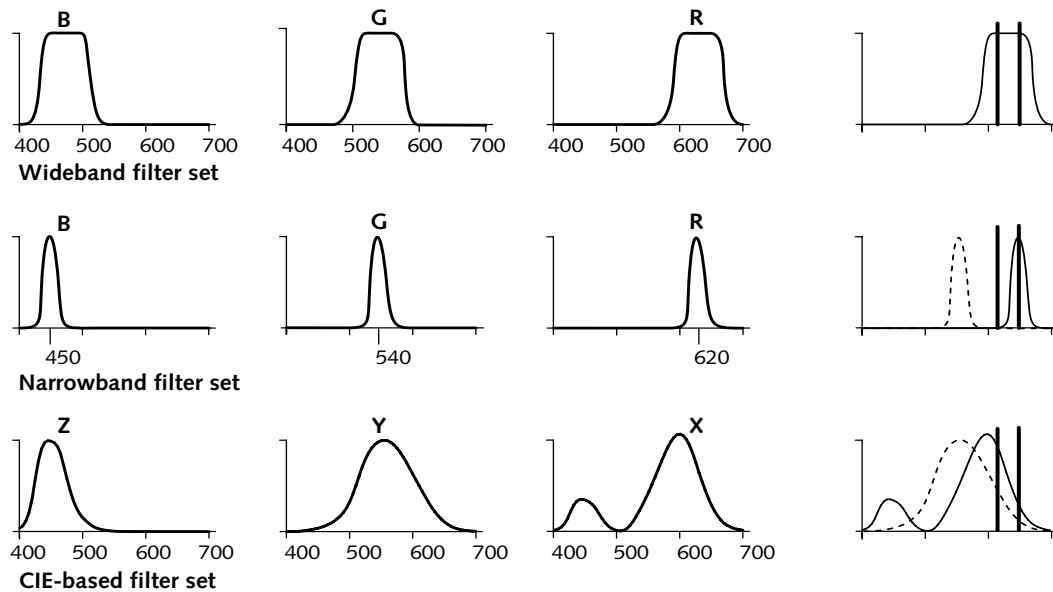 B G R
400 500 600 700 400 500 600 700 400 500 600 700
Wideband filter set
B G R
450 540 620
Narrowband filter set
Z Y X
400 500 600 700 400 500 600 700 400 500 600 700
CIE-based filter set